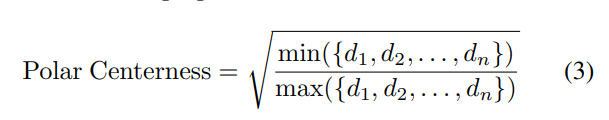 Polar Centerness = √(min({d₁, d₂, . . . , dₙ}) / max({d₁, d₂, . . . , dₙ})) (3)